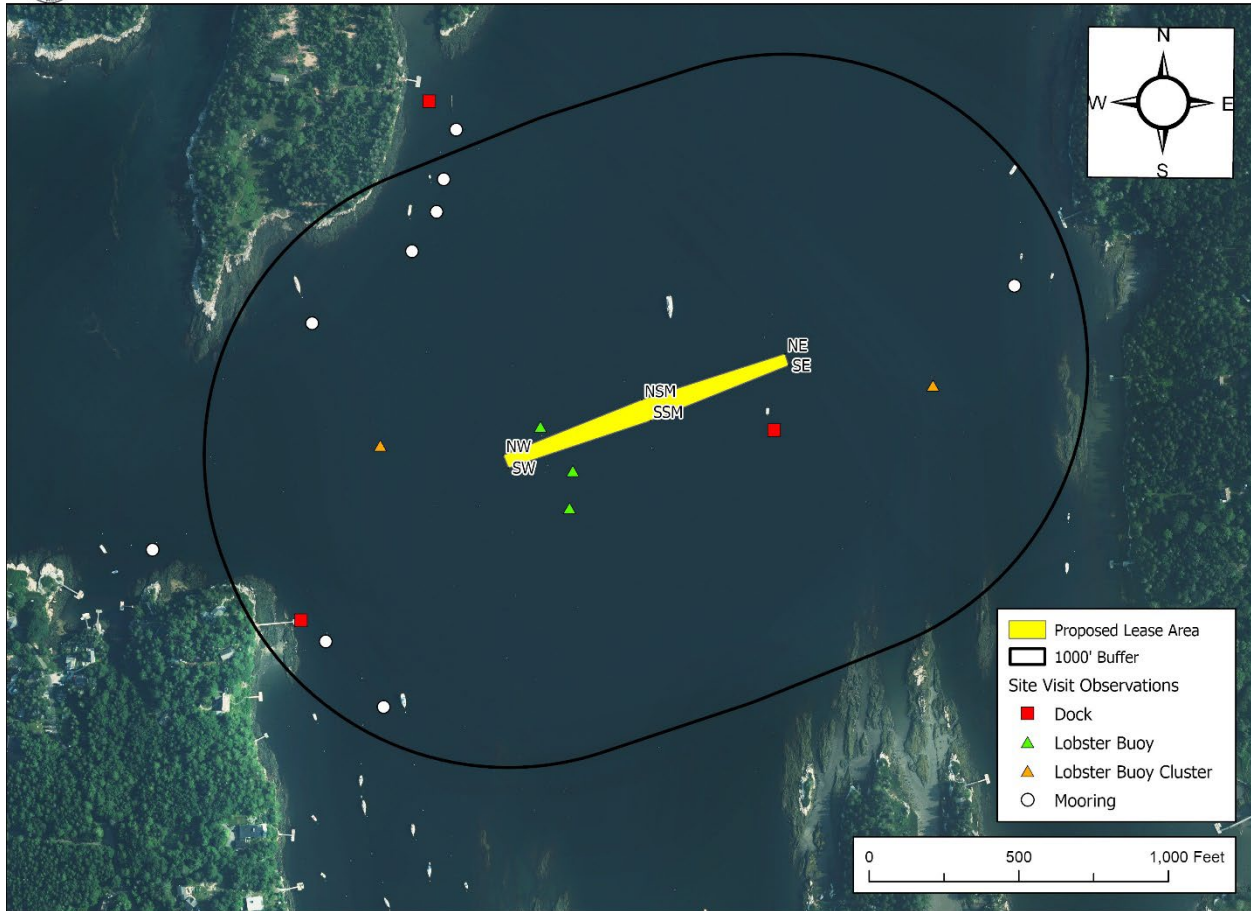 N
W E
S
NE
SE
NSM
SSM
NW
SW
Proposed Lease Area
1000' Buffer
Site Visit Observations
Dock
Lobster Buoy
Lobster Buoy Cluster
Mooring
0 500 1,000 Feet